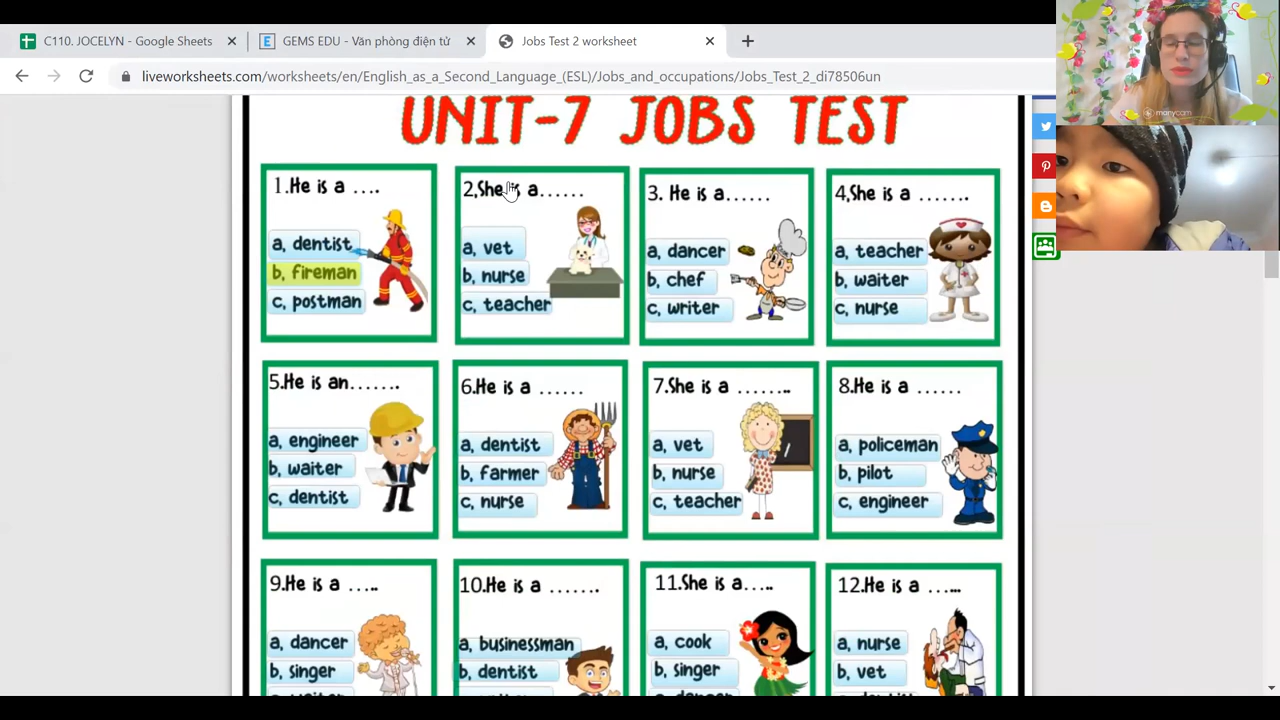 C110. JOCELYN - Google Sheets
GEMS EDU - Văn phòng điện tử
Jobs Test 2 worksheet
liveworksheets.com/worksheets/en/English_as_a_Second_Language_(ESL)/Jobs_and_occupations/Jobs_Test_2_di78506un
manycam
UNIT-7 JOBS TEST
1.He is a ....
a, dentist
b, fireman
c, postman
2,She is a......
a, vet
b, nurse
c, teacher
3. He is a......
a, dancer
b, chef
c, writer
4,She is a .......
a, teacher
b, waiter
c, nurse
5.He is an.......
a, engineer
b, waiter
c, dentist
6.He is a ......
a, dentist
b, farmer
c, nurse
7.She is a ........
a, vet
b, nurse
c, teacher
8.He is a ......
a, policeman
b, pilot
c, engineer
9.He is a .....
a, dancer
b, singer
10.He is a .......
a, businessman
b, dentist
11.She is a.....
a, cook
b, singer
12.He is a ......
a, nurse
b, vet